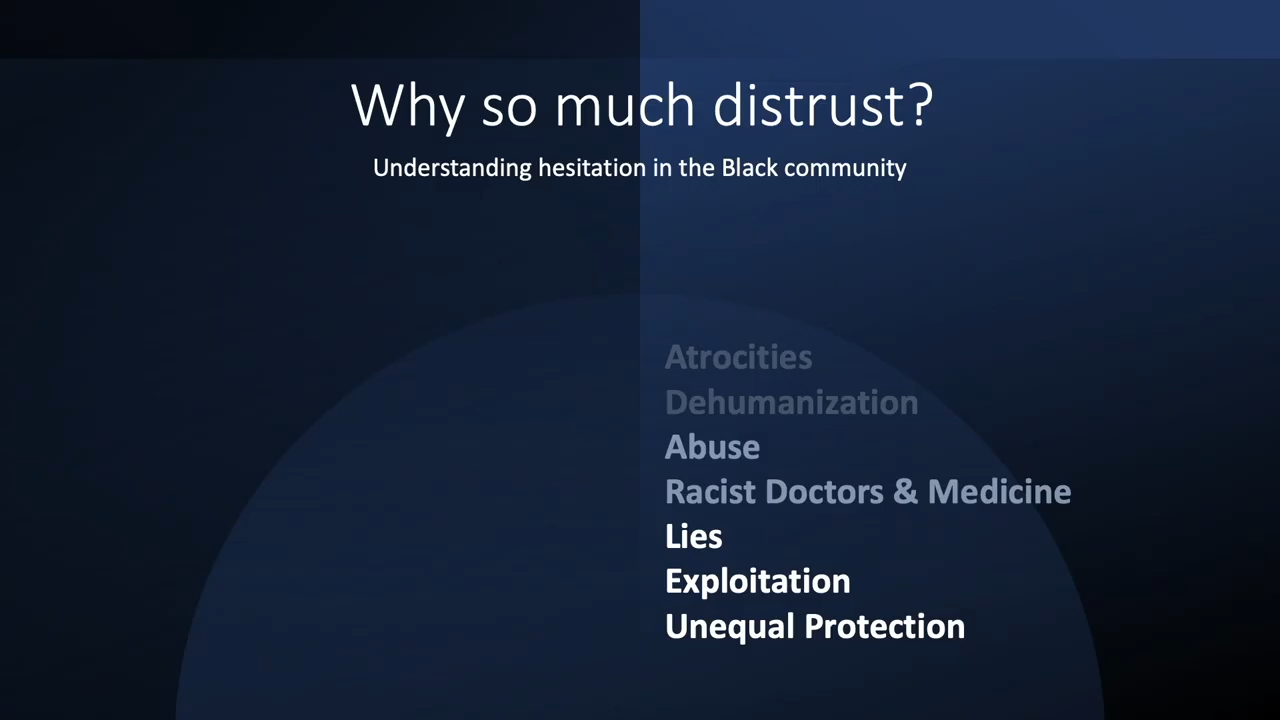 Why so much distrust?
Understanding hesitation in the Black community
Atrocities
Dehumanization
Abuse
Racist Doctors & Medicine
Lies
Exploitation
Unequal Protection